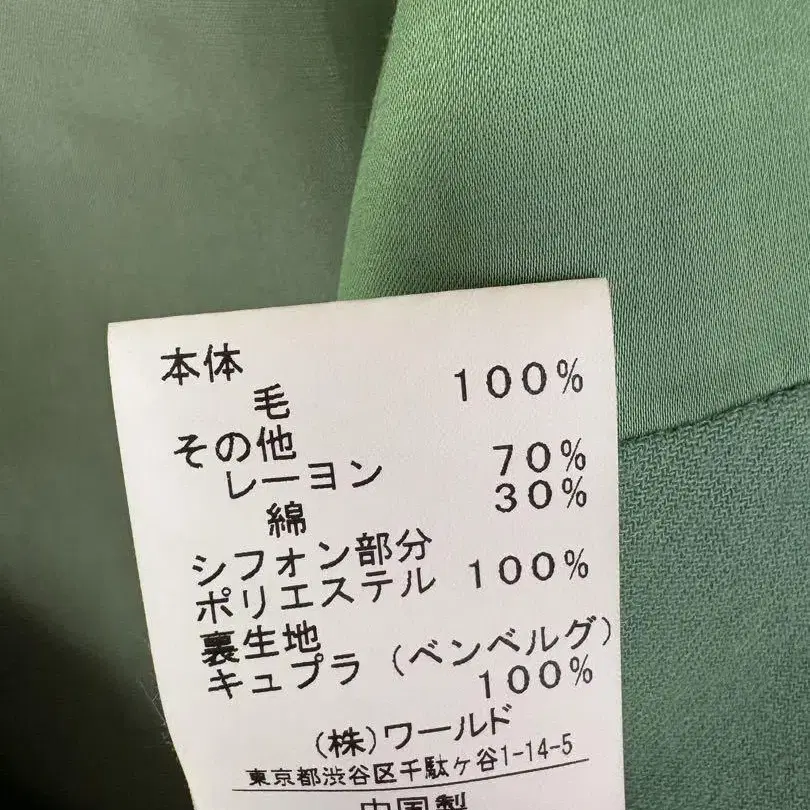 本体
毛 100%
その他
レーヨン 70%
綿 30%
シフォン部分
ポリエステル 100%
裏生地
キュプラ（ベンベルグ）
100%
（株）ワールド
東京都渋谷区千駄ヶ谷1-14-5
中国製